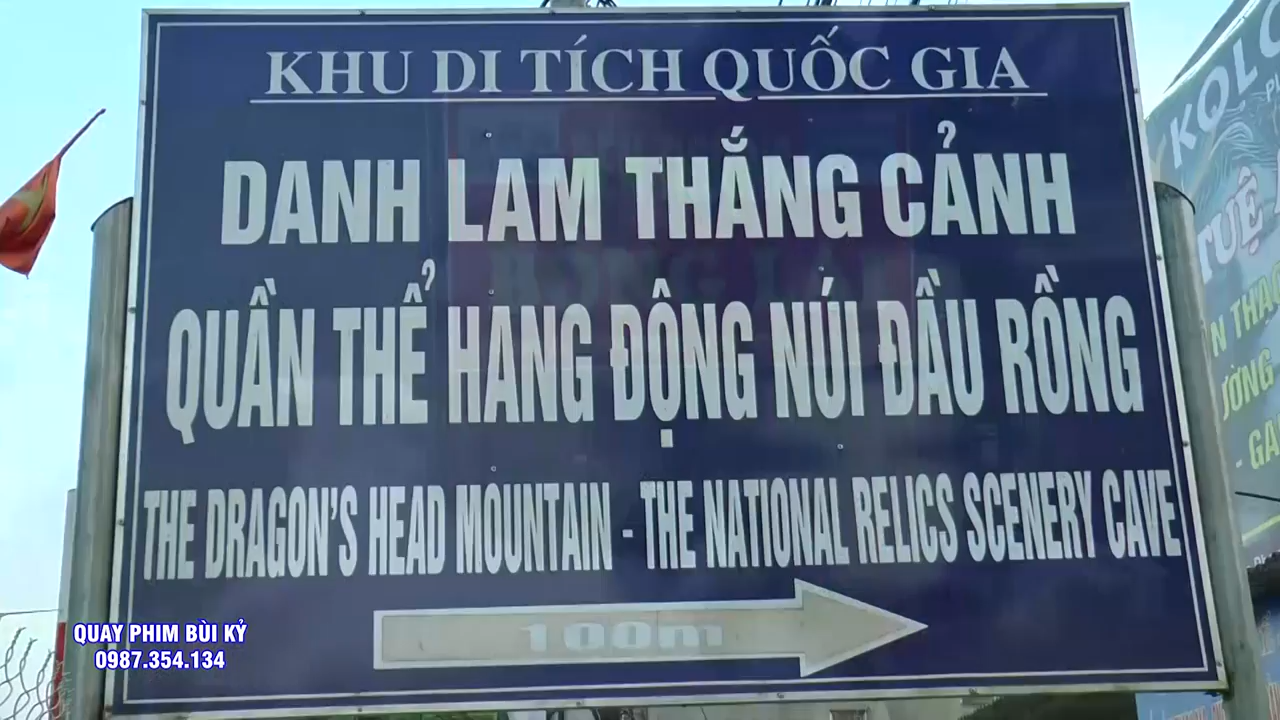 KHU DI TÍCH QUỐC GIA
DANH LAM THẮNG CẢNH
QUẦN THỂ HANG ĐỘNG NÚI ĐẦU RỒNG
THE DRAGON'S HEAD MOUNTAIN - THE NATIONAL RELICS SCENERY CAVE
100m
QUAY PHIM BÙI KỶ
0987.354.134
TUỆ